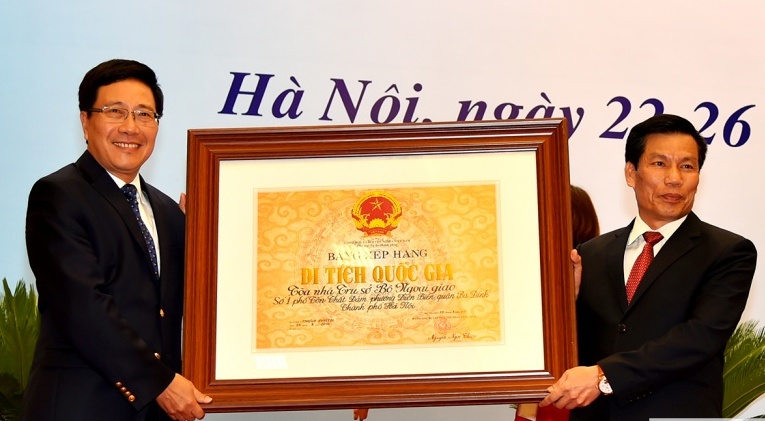 Hà Nội, ngày 22-26
BẰNG XẾP HẠNG
DI TÍCH QUỐC GIA
Tòa nhà Trụ sở Bộ Ngoại giao
Số 1 phố Tôn Thất Đàm, phường Điện Biên, quận Ba Đình
Thành phố Hà Nội